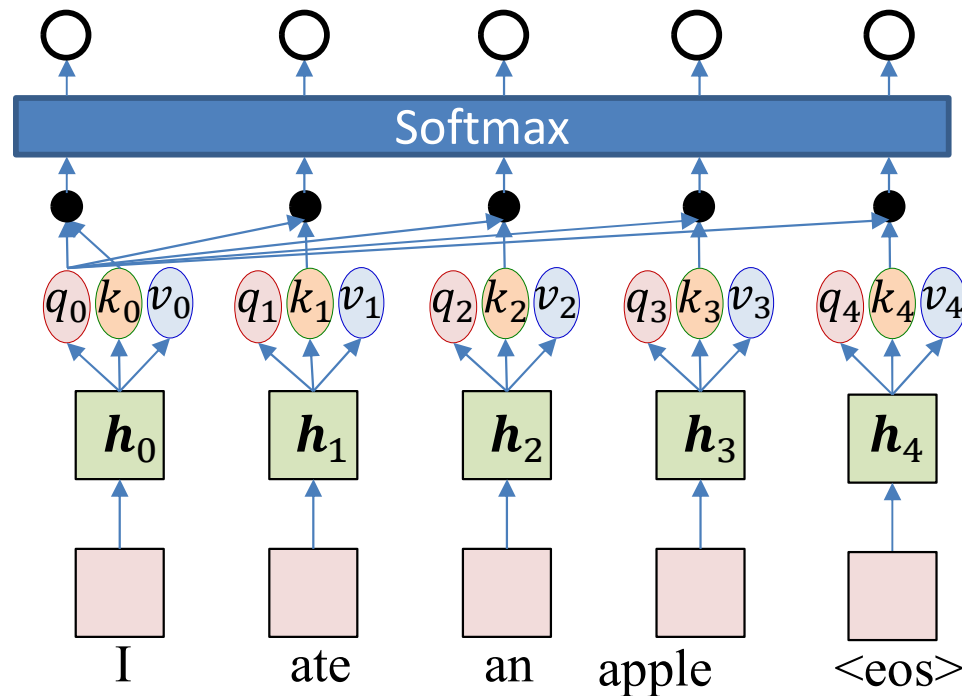 Softmax
q₀ k₀ v₀ q₁ k₁ v₁ q₂ k₂ v₂ q₃ k₃ v₃ q₄ k₄ v₄
h₀ h₁ h₂ h₃ h₄
I ate an apple <eos>